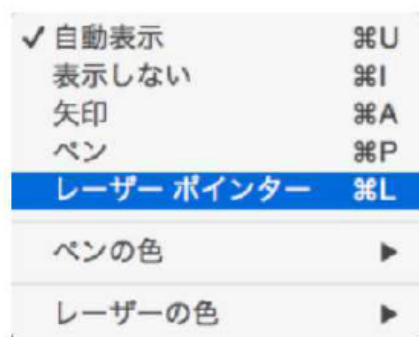 ✓ 自動表示 ⌘U
表示しない ⌘I
矢印 ⌘A
ペン ⌘P
レーザー ポインター ⌘L
ペンの色 ▶
レーザーの色 ▶